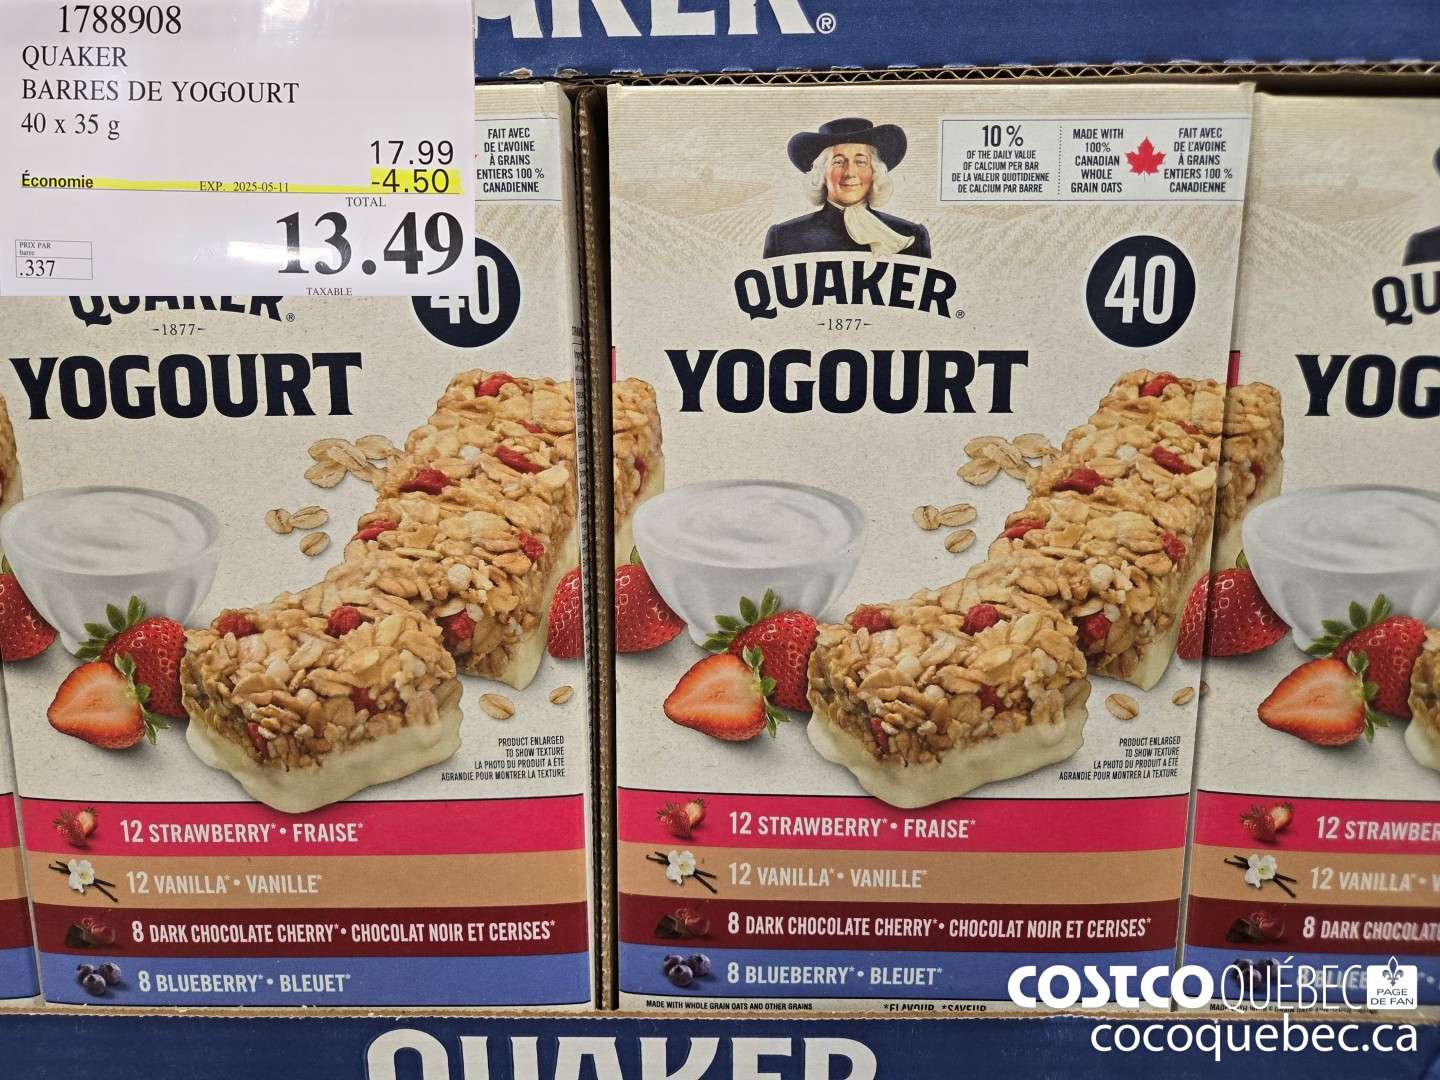 1788908
QUAKER
BARRES DE YOGOURT
40 x 35 g
17.99
Économie
EXP. 2025-05-11
-4.50
TOTAL
13.49
PRIX PAR
barre
.337
TAXABLE
QUAKER®
-1877-
YOGOURT
40
FAIT AVEC
DE L'AVOINE
À GRAINS
ENTIERS 100 %
CANADIENNE
PRODUCT ENLARGED
TO SHOW TEXTURE
LA PHOTO DU PRODUIT A ÉTÉ
AGRANDIE POUR MONTRER LA TEXTURE
12 STRAWBERRY* • FRAISE*
12 VANILLA* • VANILLE*
8 DARK CHOCOLATE CHERRY* • CHOCOLAT NOIR ET CERISES*
8 BLUEBERRY* • BLEUET*
10 %
OF THE DAILY VALUE
OF CALCIUM PER BAR
DE LA VALEUR QUOTIDIENNE
DE CALCIUM PAR BARRE
MADE WITH
100%
CANADIAN
WHOLE
GRAIN OATS
FAIT AVEC
DE L'AVOINE
À GRAINS
ENTIERS 100 %
CANADIENNE
QUAKER®
-1877-
YOGOURT
40
PRODUCT ENLARGED
TO SHOW TEXTURE
LA PHOTO DU PRODUIT A ÉTÉ
AGRANDIE POUR MONTRER LA TEXTURE
12 STRAWBERRY* • FRAISE*
12 VANILLA* • VANILLE*
8 DARK CHOCOLATE CHERRY* • CHOCOLAT NOIR ET CERISES*
8 BLUEBERRY* • BLEUET*
MADE WITH WHOLE GRAIN OATS AND OTHER GRAINS
*FLAVOUR *SAVEUR
QU
YOG
12 STRAWBER
12 VANILLA* •
8 DARK CHOCOLAT
COSTCO QUÉBEC
PAGE
DE FAN
cocoquebec.ca
QUAKER